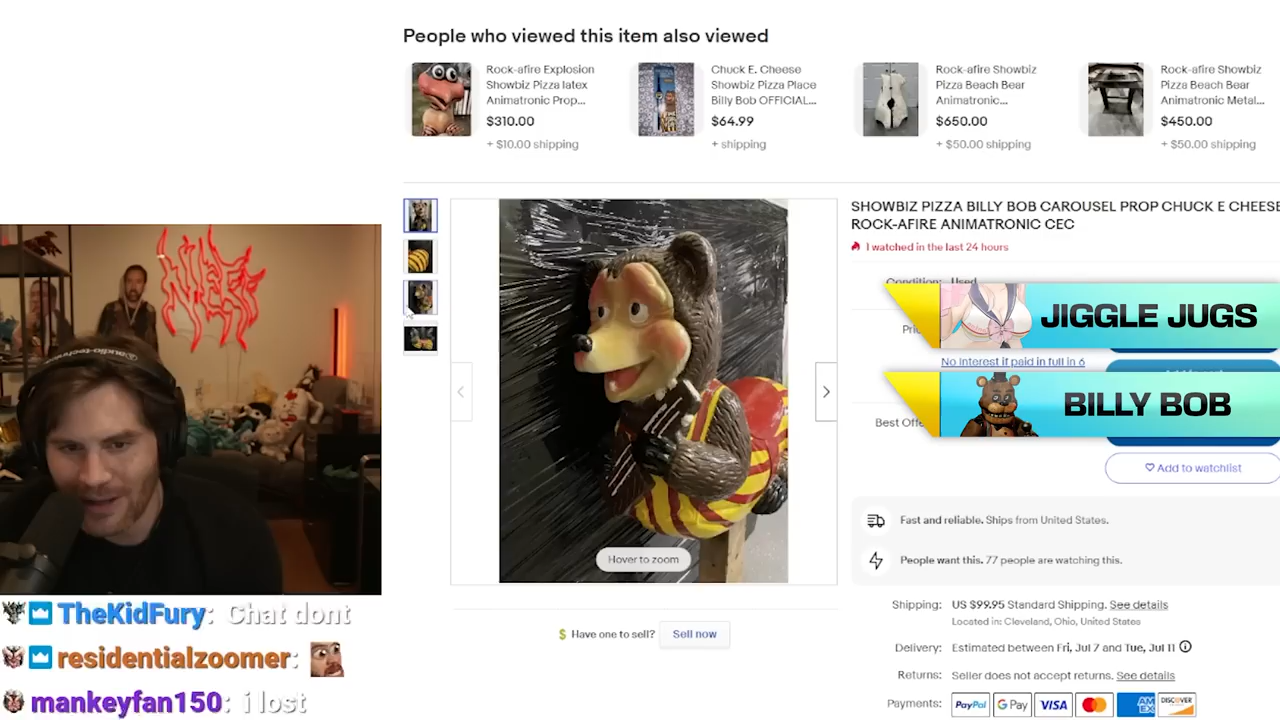 People who viewed this item also viewed
Rock-afire Explosion
Showbiz Pizza latex
Animatronic Prop...
$310.00
+ $10.00 shipping
Chuck E. Cheese
Showbiz Pizza Place
Billy Bob OFFICIAL...
$64.99
+ shipping
Rock-afire Showbiz
Pizza Beach Bear
Animatronic...
$650.00
+ $50.00 shipping
Rock-afire Showbiz
Pizza Beach Bear
Animatronic Metal...
$450.00
+ $50.00 shipping
SHOWBIZ PIZZA BILLY BOB CAROUSEL PROP CHUCK E CHEESE
ROCK-AFIRE ANIMATRONIC CEC
1 watched in the last 24 hours
Condition: Used
JIGGLE JUGS
No Interest if paid in full in 6
BILLY BOB
Best Offe
Add to watchlist
Hover to zoom
Fast and reliable. Ships from United States.
People want this. 77 people are watching this.
Have one to sell? Sell now
Shipping: US $99.95 Standard Shipping. See details
Located in: Cleveland, Ohio, United States
Delivery: Estimated between Fri, Jul 7 and Tue, Jul 11
Returns: Seller does not accept returns. See details
Payments: PayPal G Pay VISA AM EX DISCOVER
audio-technica
TheKidFury: Chat dont
residentialzoomer:
mankeyfan150: i lost